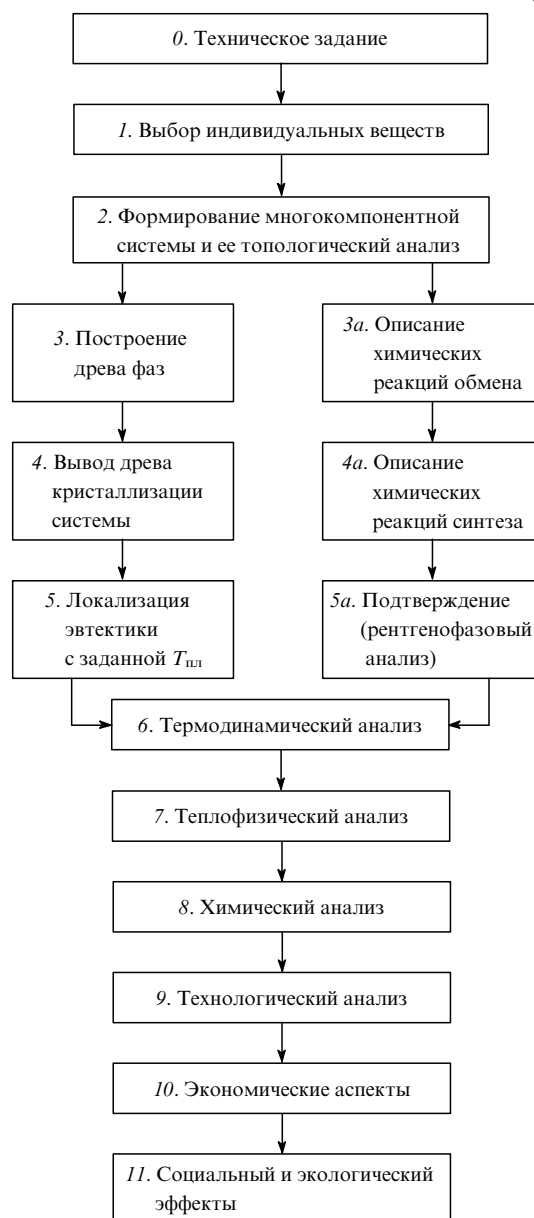 0. Техническое задание
1. Выбор индивидуальных веществ
2. Формирование многокомпонентной
системы и ее топологический анализ
3. Построение
древа фаз
3а. Описание
химических
реакций обмена
4. Вывод древа
кристаллизации
системы
4а. Описание
химических
реакций синтеза
5. Локализация
эвтектики
с заданной Tпл
5а. Подтверждение
(рентгенофазовый
анализ)
6. Термодинамический анализ
7. Теплофизический анализ
8. Химический анализ
9. Технологический анализ
10. Экономические аспекты
11. Социальный и экологический
эффекты